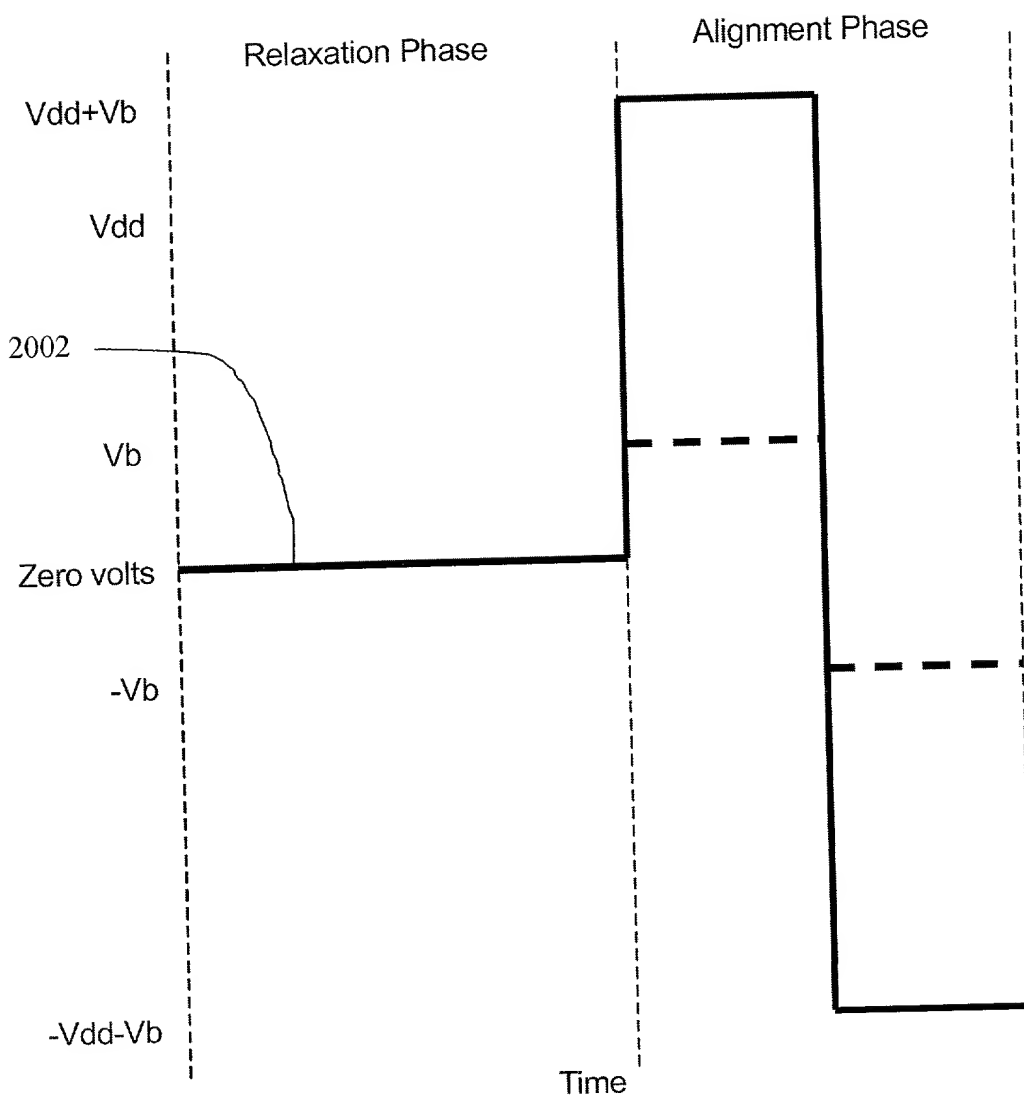 Relaxation Phase
Alignment Phase
Vdd+Vb
Vdd
2002
Vb
Zero volts
-Vb
-Vdd-Vb
Time